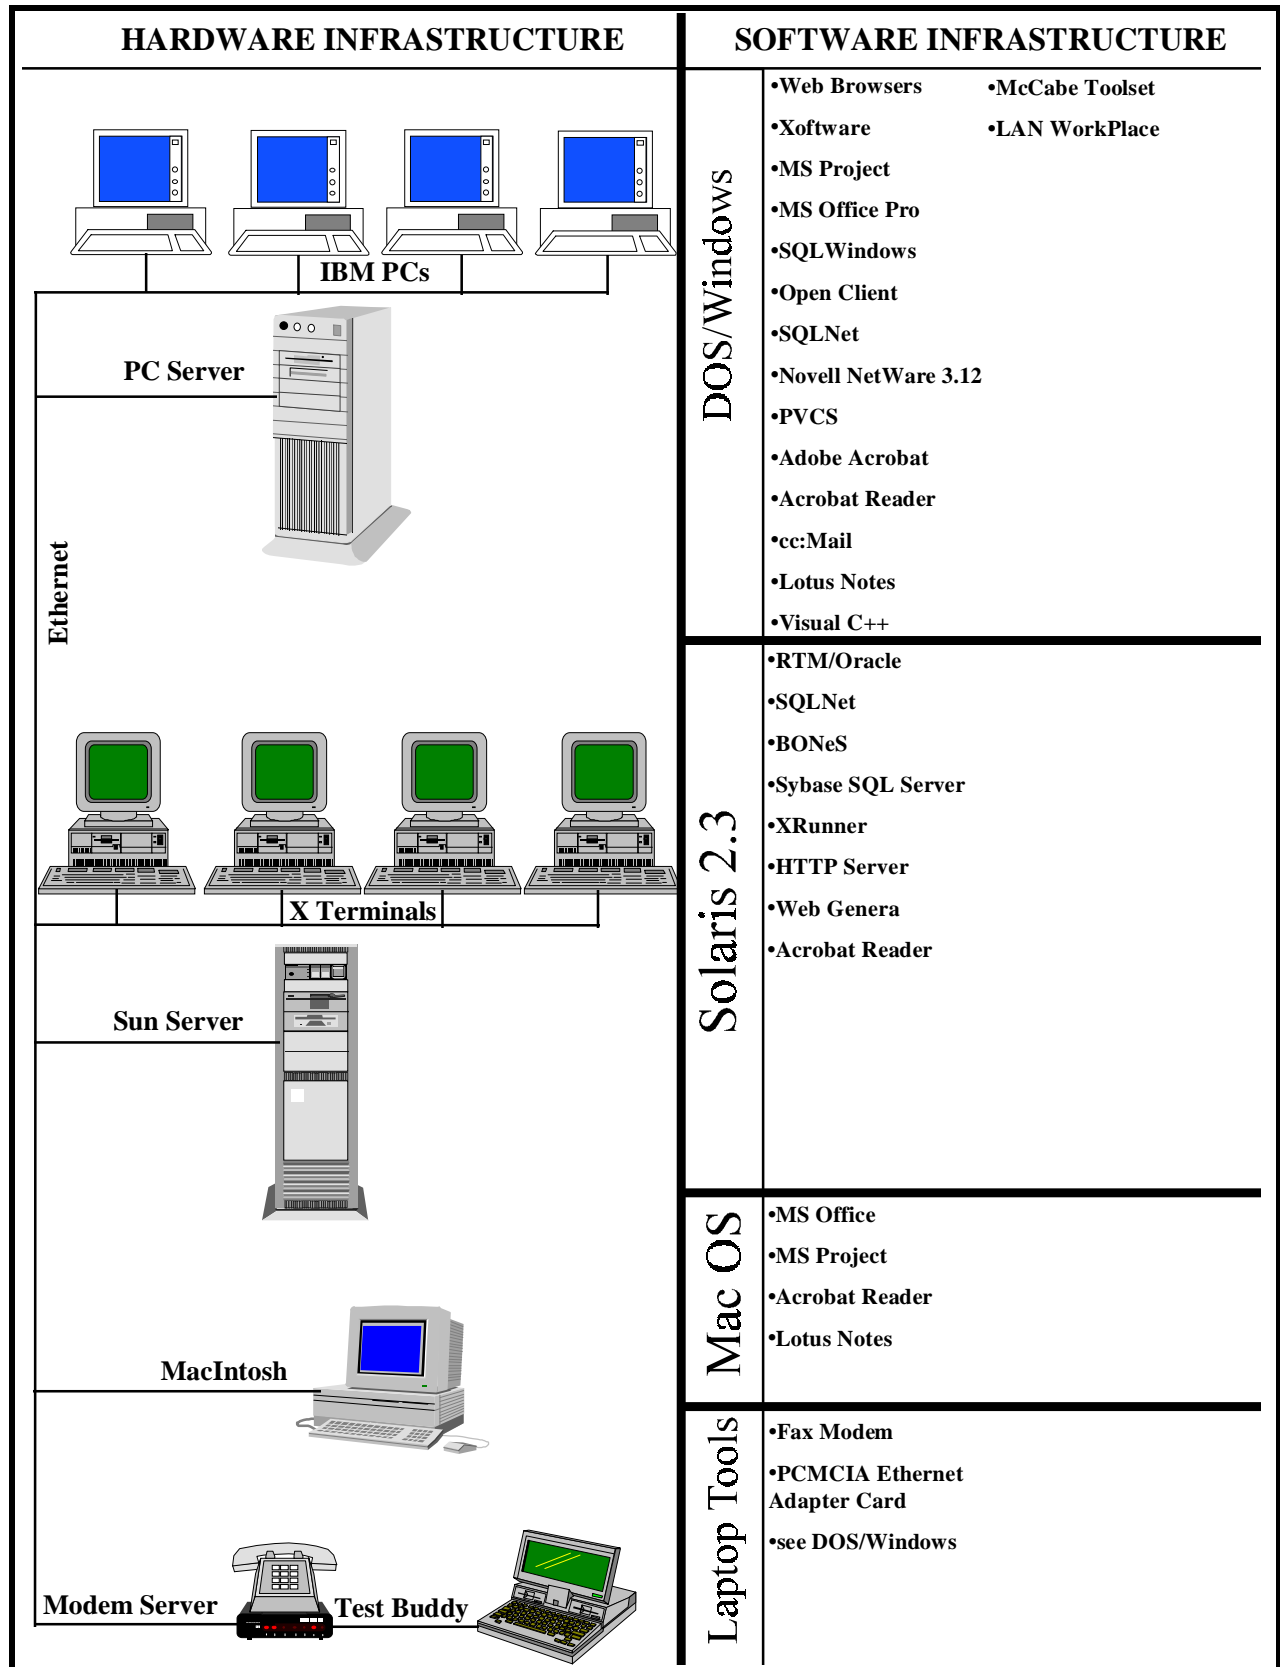 HARDWARE INFRASTRUCTURE
SOFTWARE INFRASTRUCTURE
IBM PCs
PC Server
Ethernet
X Terminals
Sun Server
MacIntosh
Modem Server
Test Buddy
DOS/Windows
•Web Browsers
•Xoftware
•MS Project
•MS Office Pro
•SQLWindows
•Open Client
•SQLNet
•Novell NetWare 3.12
•PVCS
•Adobe Acrobat
•Acrobat Reader
•cc:Mail
•Lotus Notes
•Visual C++
•McCabe Toolset
•LAN WorkPlace
Solaris 2.3
•RTM/Oracle
•SQLNet
•BONeS
•Sybase SQL Server
•XRunner
•HTTP Server
•Web Genera
•Acrobat Reader
Mac OS
•MS Office
•MS Project
•Acrobat Reader
•Lotus Notes
Laptop Tools
•Fax Modem
•PCMCIA Ethernet
Adapter Card
•see DOS/Windows